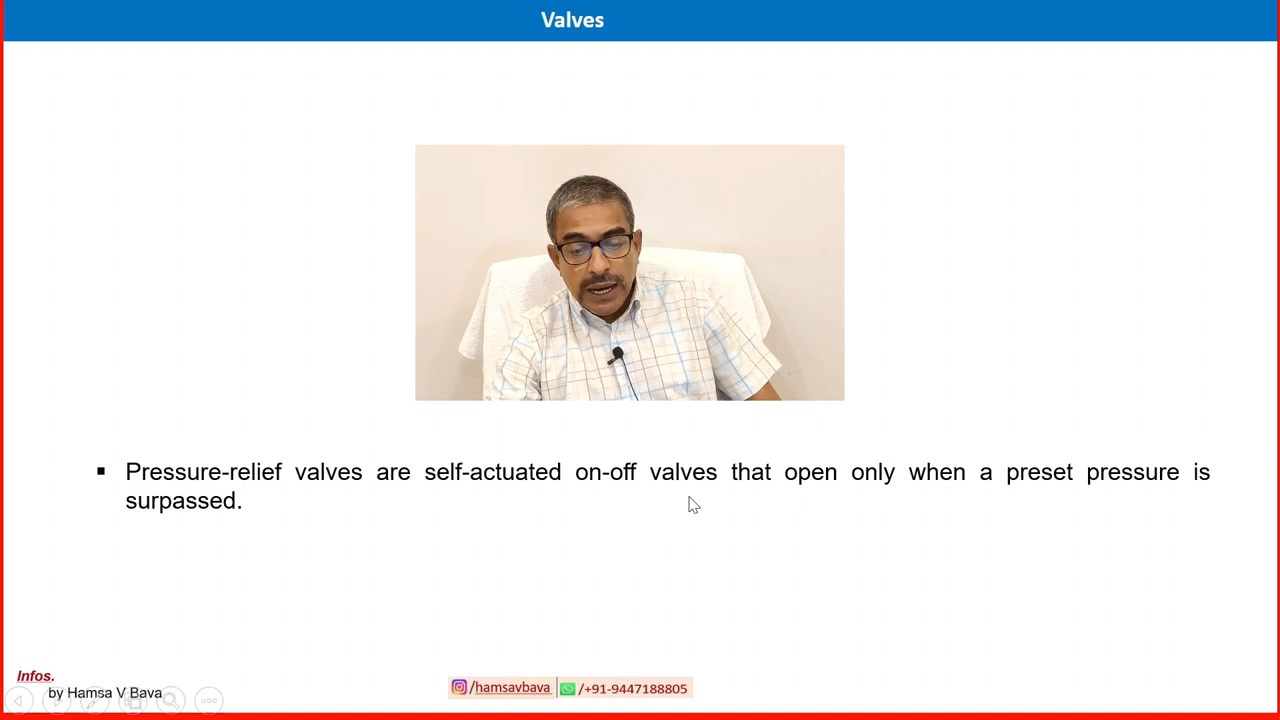 Valves
▪ Pressure-relief valves are self-actuated on-off valves that open only when a preset pressure is
surpassed.
Infos.
by Hamsa V Bava
/hamsavbava
/+91-9447188805